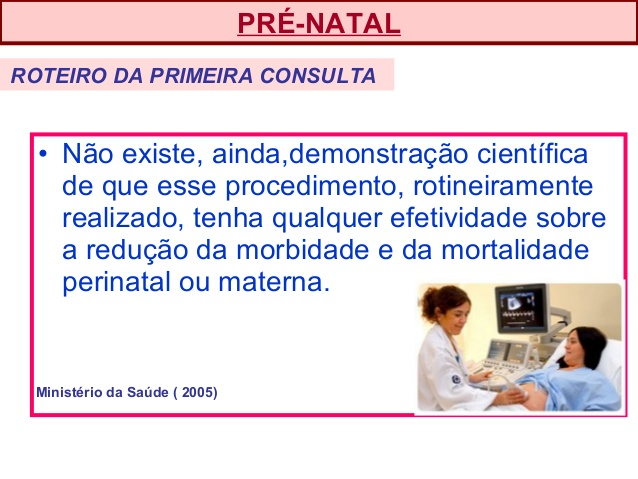 PRÉ-NATAL
ROTEIRO DA PRIMEIRA CONSULTA
• Não existe, ainda,demonstração científica
de que esse procedimento, rotineiramente
realizado, tenha qualquer efetividade sobre
a redução da morbidade e da mortalidade
perinatal ou materna.
Ministério da Saúde ( 2005)